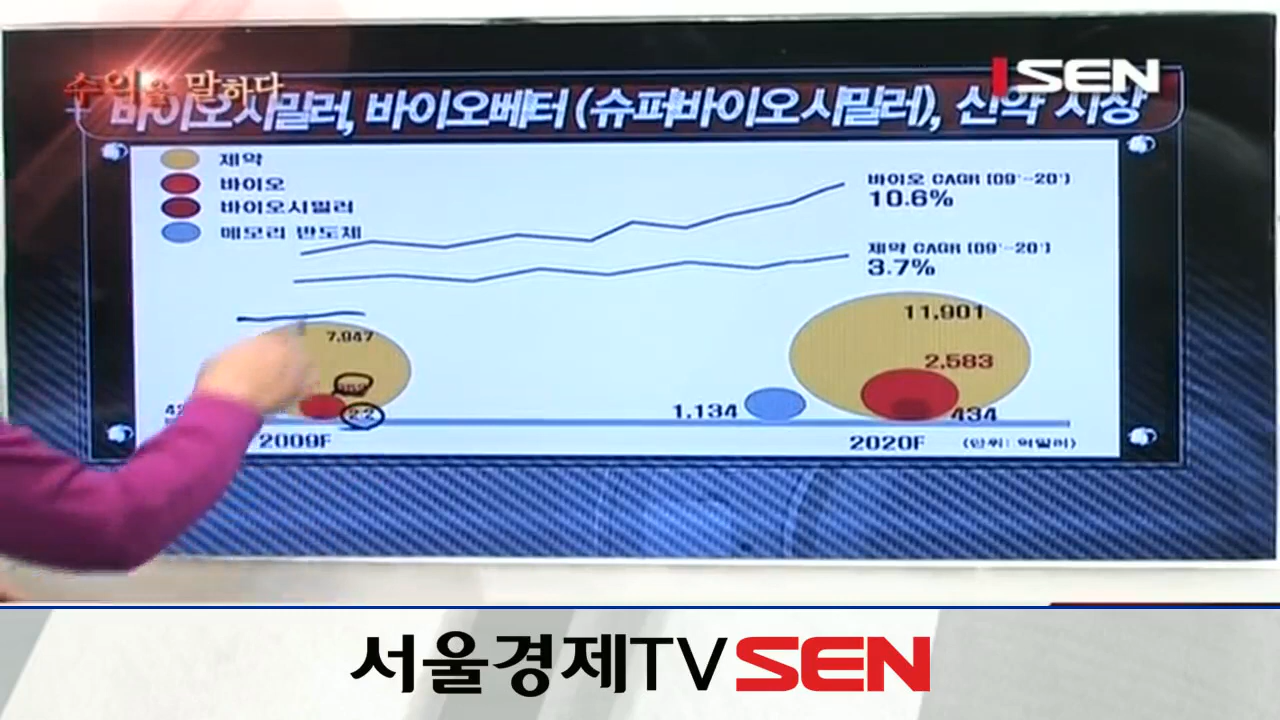 수익을 말하다
SEN
바이오시밀러, 바이오베터 (슈퍼바이오시밀러), 신약 시장
제약
바이오
바이오시밀러
메모리 반도체
바이오 CAGR (09'~20')
10.6%
제약 CAGR (09'~20')
3.7%
7,947
2.2
2009F
11,901
2,583
1,134
434
2020F
(단위: 억달러)
서울경제TV SEN